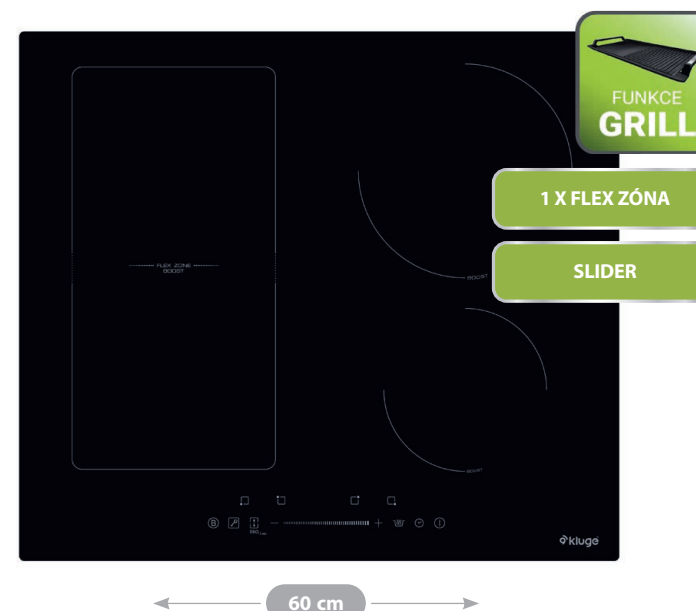 FUNKCE
GRILL
1 X FLEX ZÓNA
SLIDER
FLEX ZONE
BOOST
BOOST
BOOST
B
kluge
60 cm